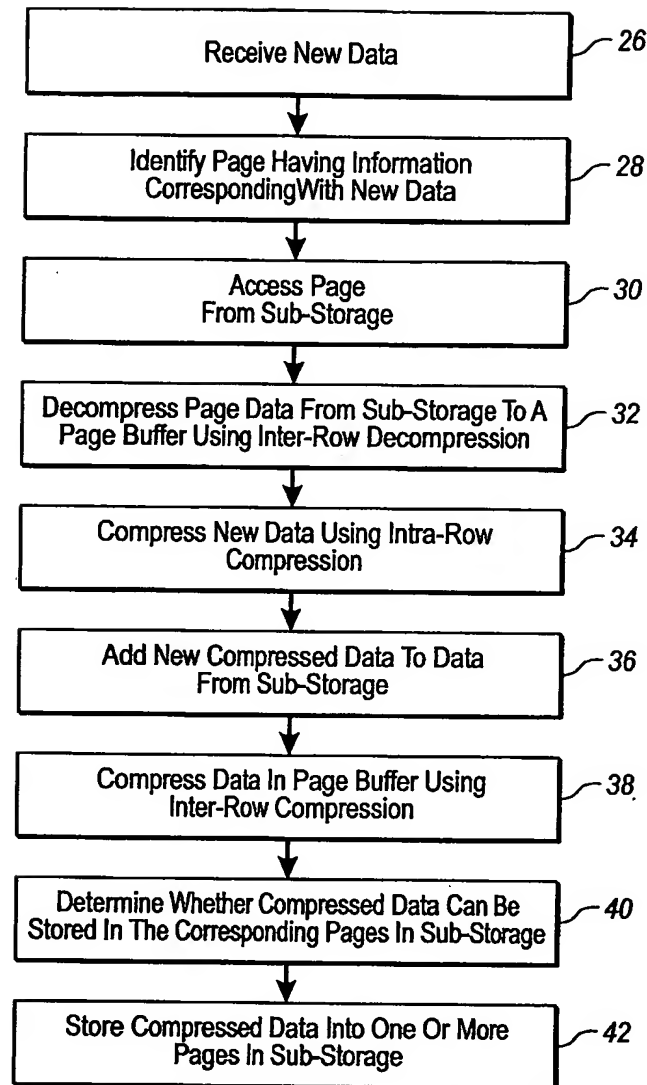 Receive New Data
26
Identify Page Having Information
CorrespondingWith New Data
28
Access Page
From Sub-Storage
30
Decompress Page Data From Sub-Storage To A
Page Buffer Using Inter-Row Decompression
32
Compress New Data Using Intra-Row
Compression
34
Add New Compressed Data To Data
From Sub-Storage
36
Compress Data In Page Buffer Using
Inter-Row Compression
38
Determine Whether Compressed Data Can Be
Stored In The Corresponding Pages In Sub-Storage
40
Store Compressed Data Into One Or More
Pages In Sub-Storage
42